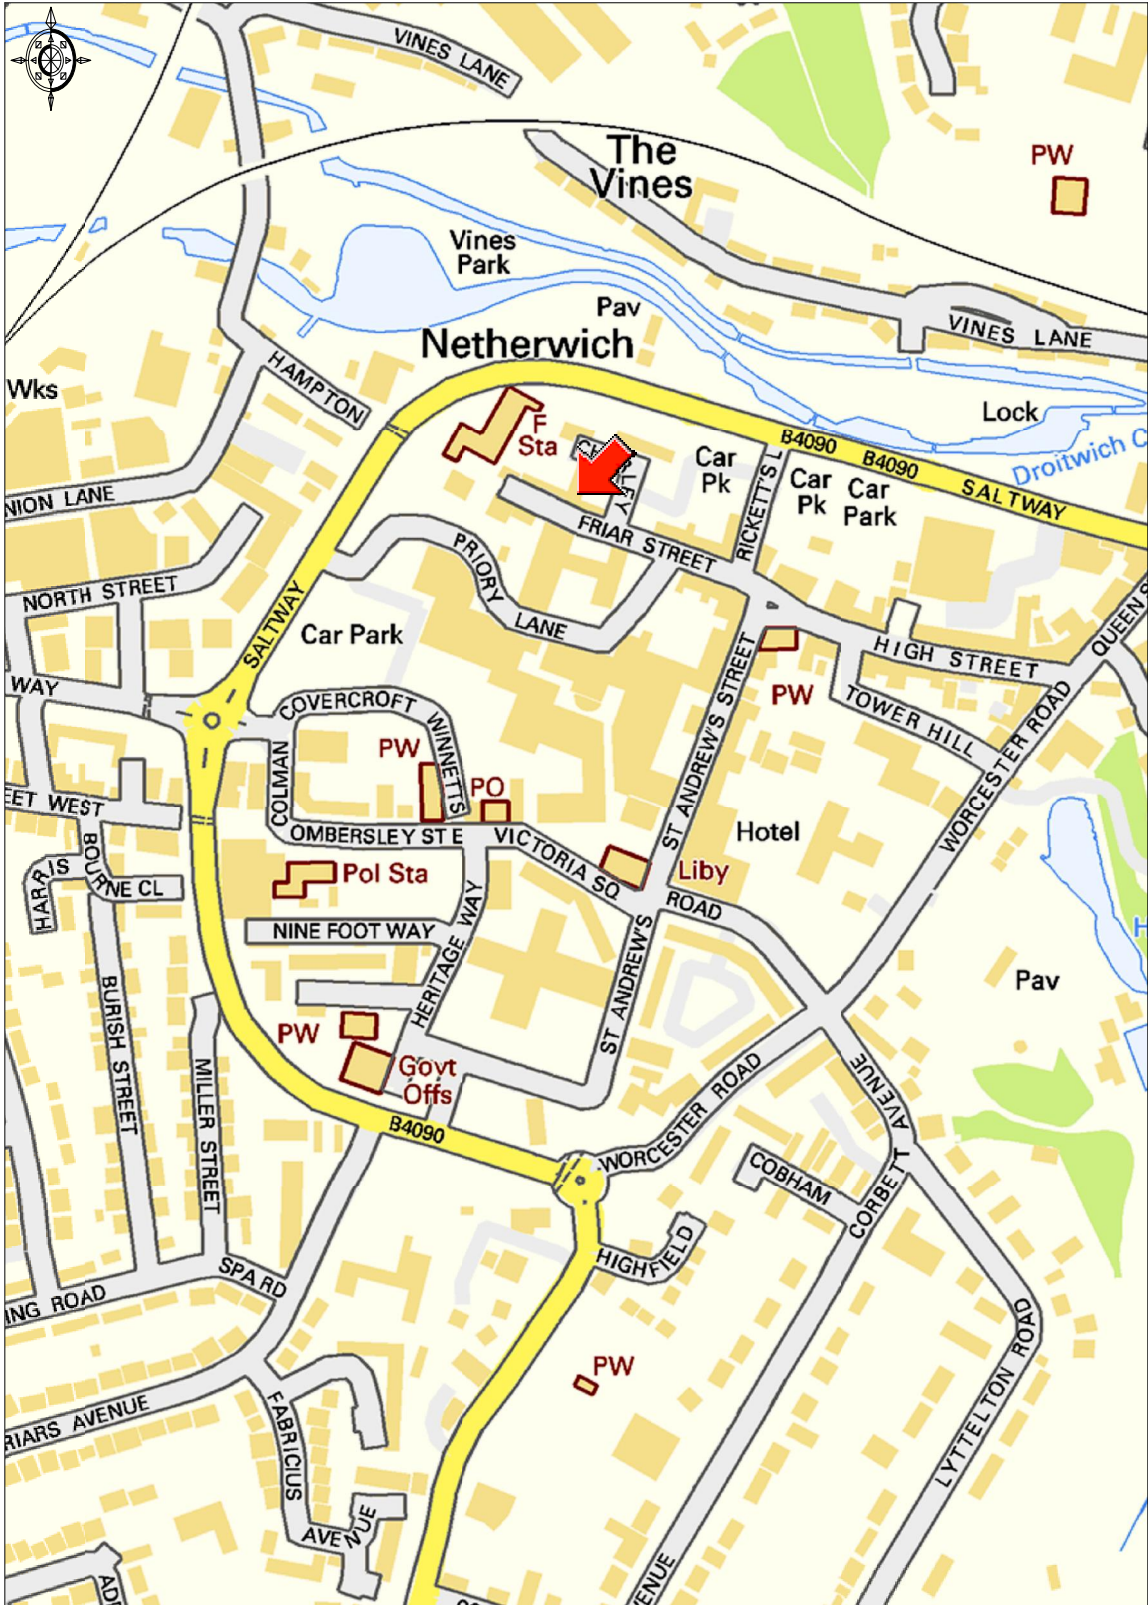 VINES LANE
The
Vines
PW
Vines
Park
Pav
VINES LANE
Netherwich
HAMPTON
Wks
Lock
F
Sta
B4090
B4090
SALTWAY
Droitwich C
Car
Pk
Car
Pk
Car
Park
RICKETT'S L
NION LANE
FRIAR STREET
PRIORY LANE
NORTH STREET
SALTWAY
Car Park
HIGH STREET
QUEENS
WAY
PW
TOWER HILL
COVERCROFT
WINNETTS
COLMAN
PW
PO
ST ANDREW'S STREET
WORCESTER ROAD
EET WEST
OMBERSLEY ST E
VICTORIA SQ
Hotel
Liby
BOURNE CL
HARRIS
Pol Sta
ROAD
NINE FOOT WAY
HERITAGE WAY
ST ANDREW'S
H
Pav
BURISH STREET
PW
Govt
Offs
MILLER STREET
B4090
WORCESTER ROAD
AVENUE
AVENUE
COBHAM
CORBETT
HIGHFIELD
SPA RD
ING ROAD
LYTTELTON ROAD
PW
RIARS AVENUE
FABRICIUS
AVENUE
ENUE